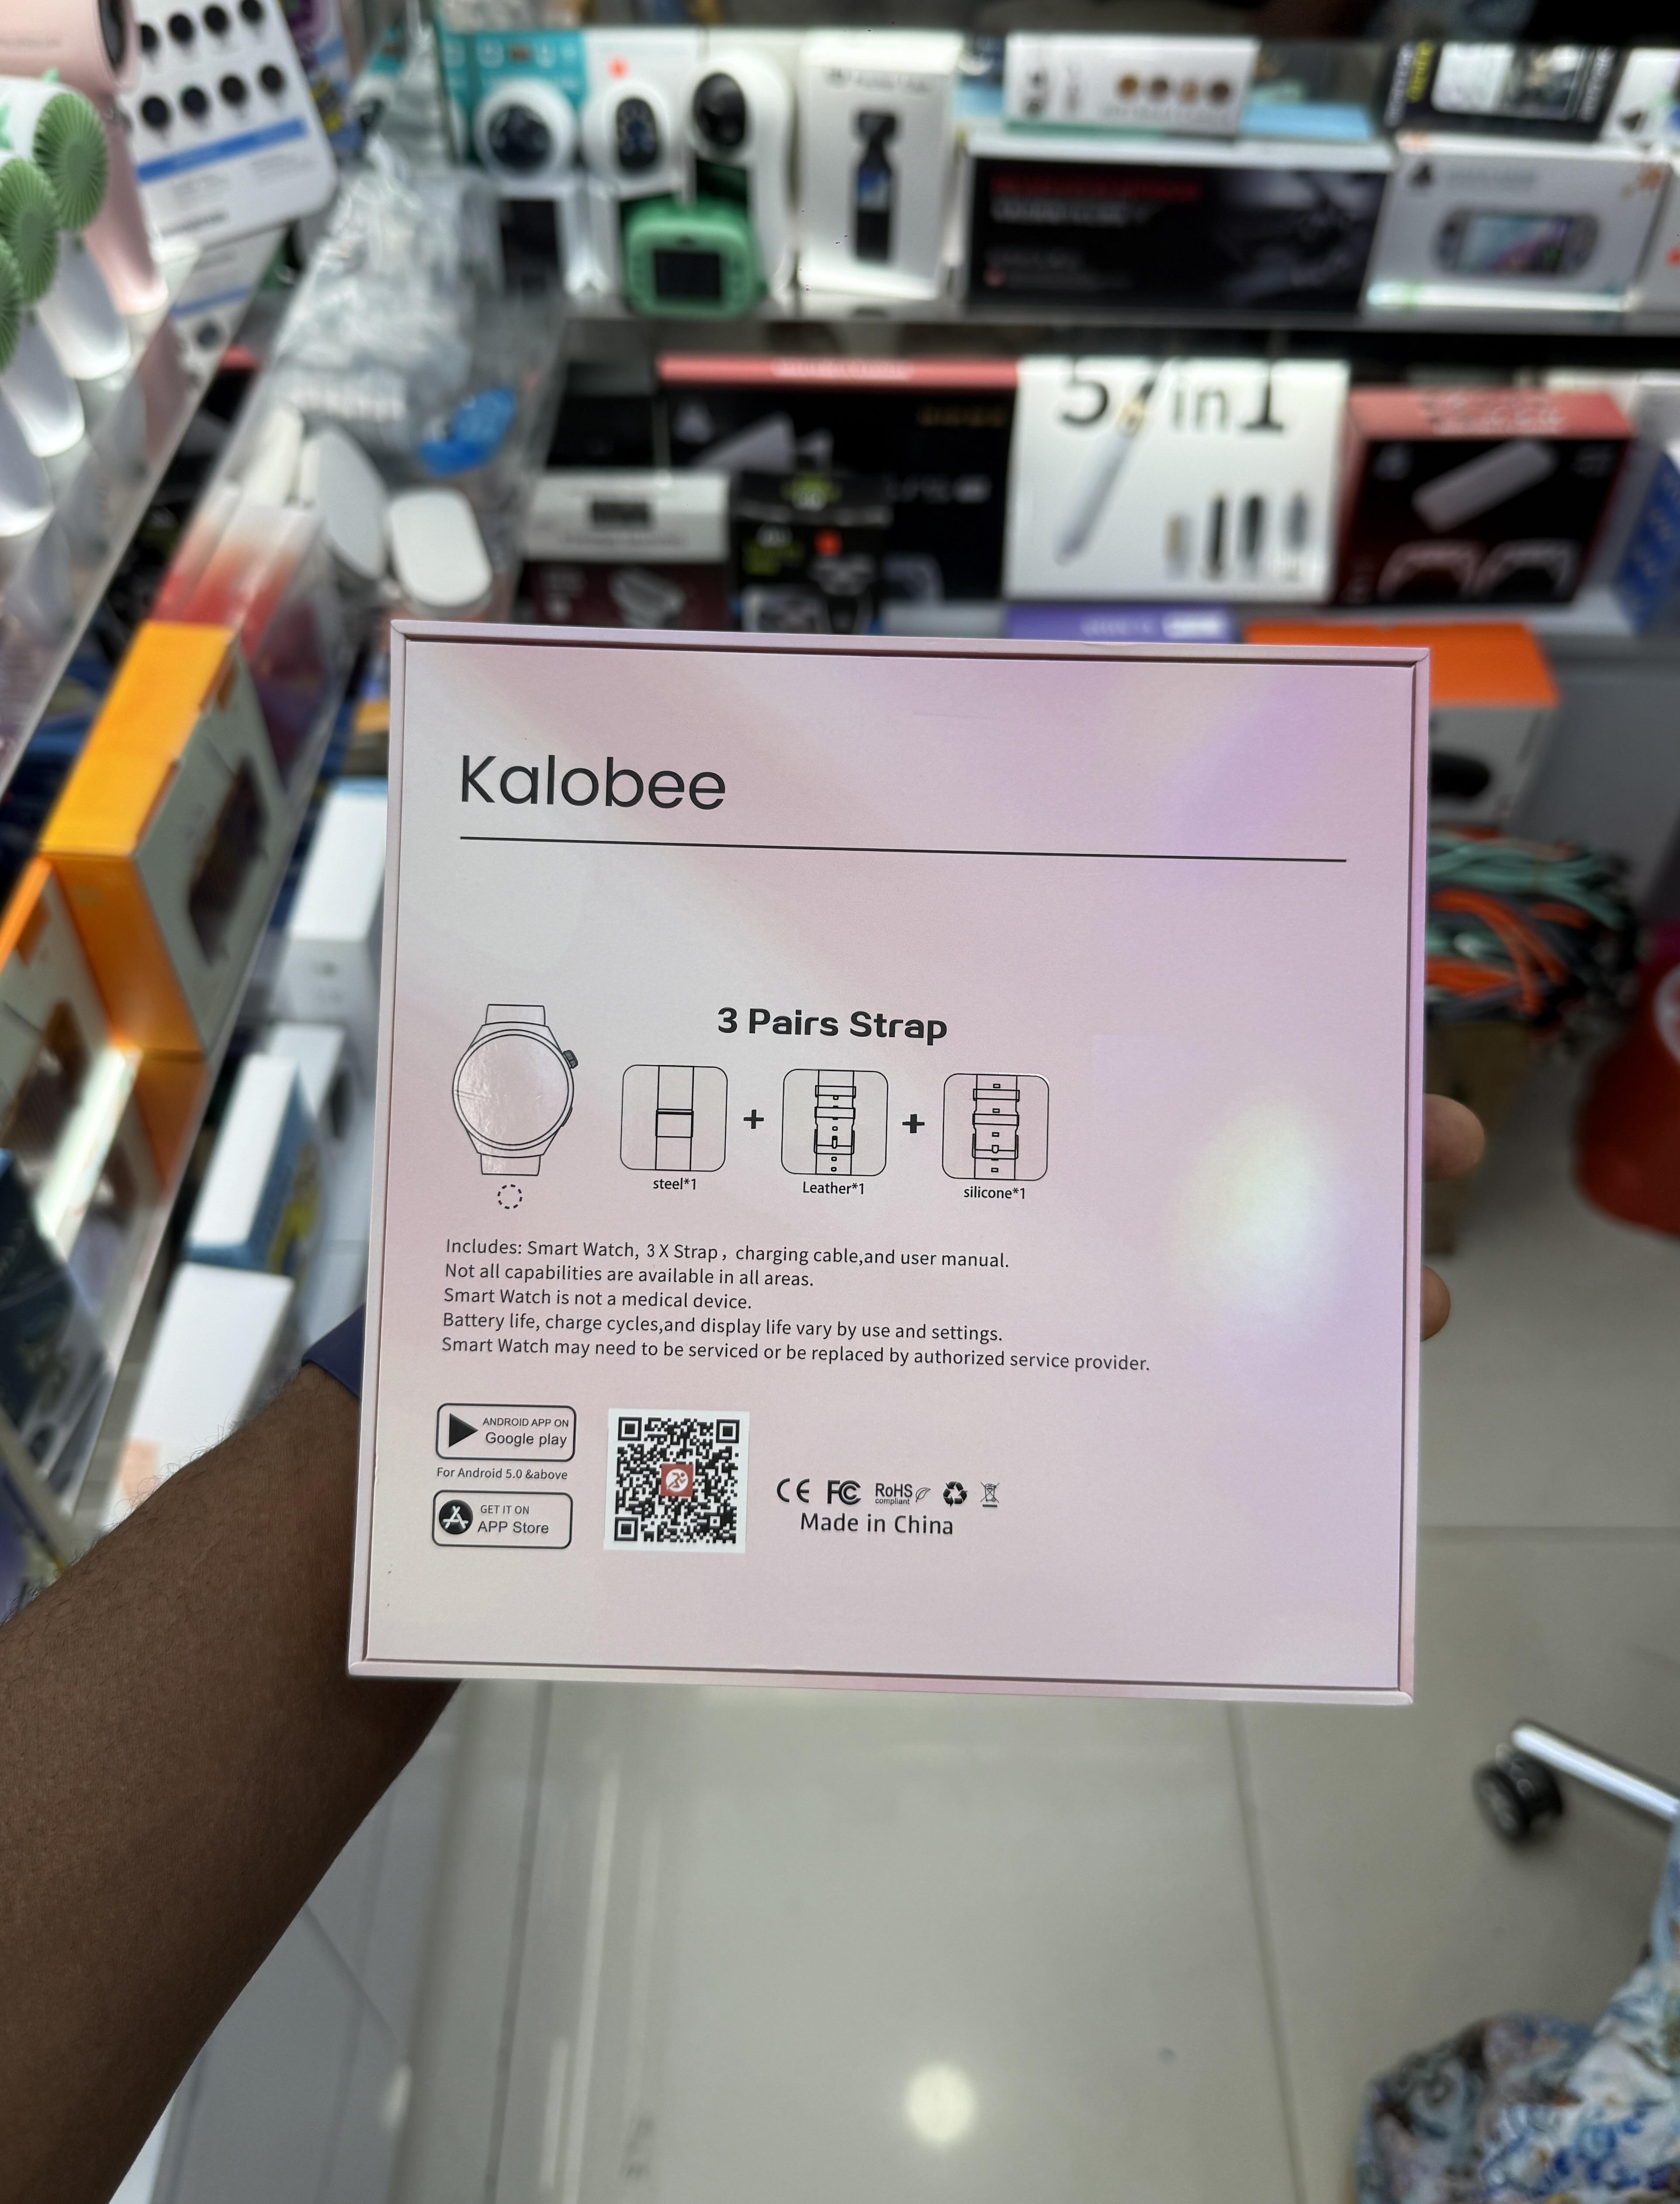 57 in 1
Kalobee
3 Pairs Strap
+ +
steel*1 Leather*1 silicone*1
Includes: Smart Watch, 3 X Strap, charging cable,and user manual.
Not all capabilities are available in all areas.
Smart Watch is not a medical device.
Battery life, charge cycles,and display life vary by use and settings.
Smart Watch may need to be serviced or be replaced by authorized service provider.
ANDROID APP ON
Google play
For Android 5.0 &above
GET IT ON
APP Store
CE FC RoHS
compliant
Made in China